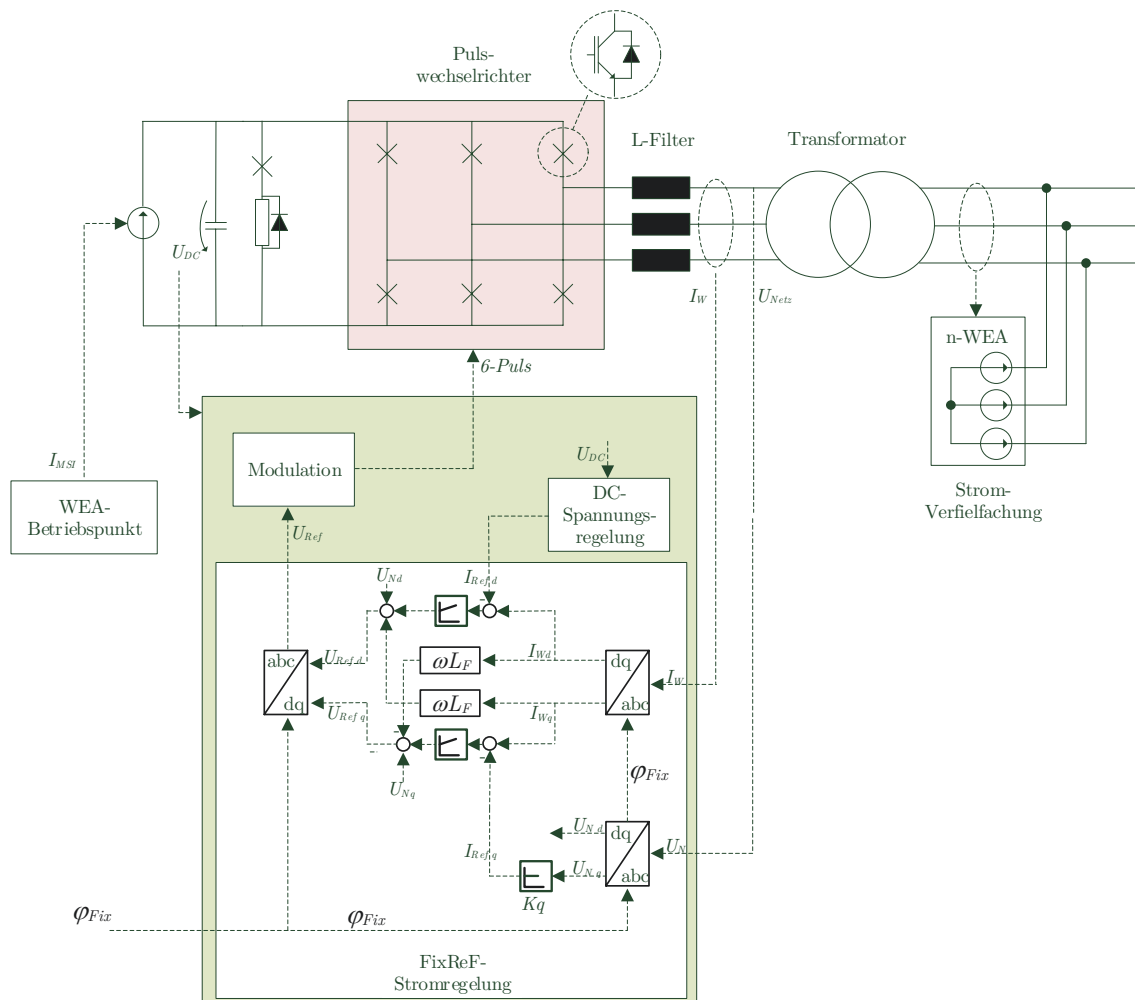 Puls-
wechselrichter
L-Filter
Transformator
U_DC
I_W
U_Netz
n-WEA
6-Puls
I_MSI
Modulation
U_DC
WEA-
Betriebspunkt
DC-
Spannungs-
regelung
Strom-
Verfielfachung
U_Ref
U_Nd
I_Ref,d
abc
dq
U_Ref,d
ωL_F
I_Wd
dq
abc
I_W
U_Ref,q
ωL_F
I_Wq
U_Nq
φ_Fix
I_Ref,q
U_N,d
dq
abc
U_N
U_N,q
Kq
φ_Fix
φ_Fix
FixReF-
Stromregelung